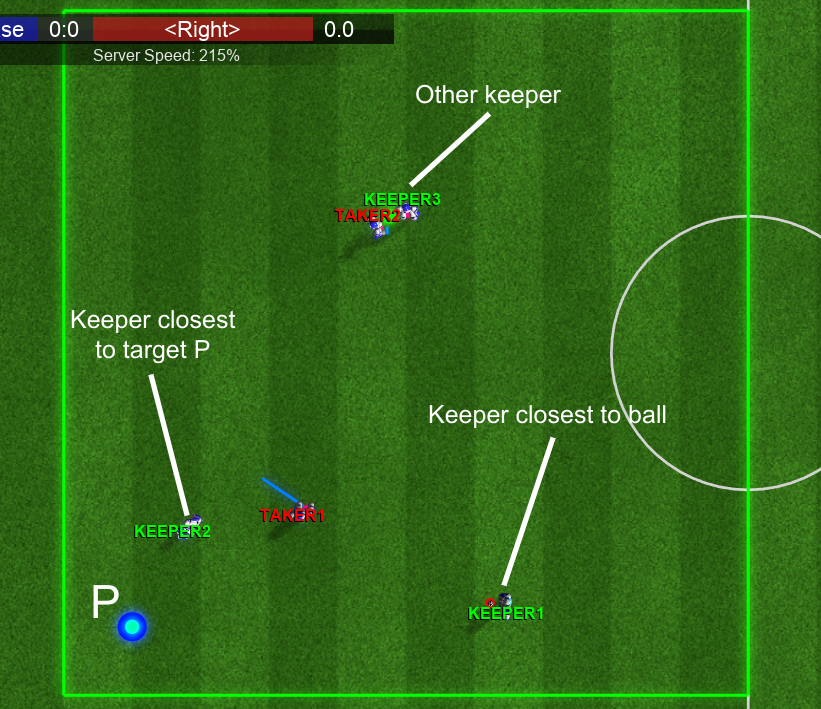 se 0:0 <Right> 0.0
Server Speed: 215%
Other keeper
KEEPER3
TAKER2
Keeper closest
to target P
Keeper closest to ball
TAKER1
KEEPER2
P
KEEPER1